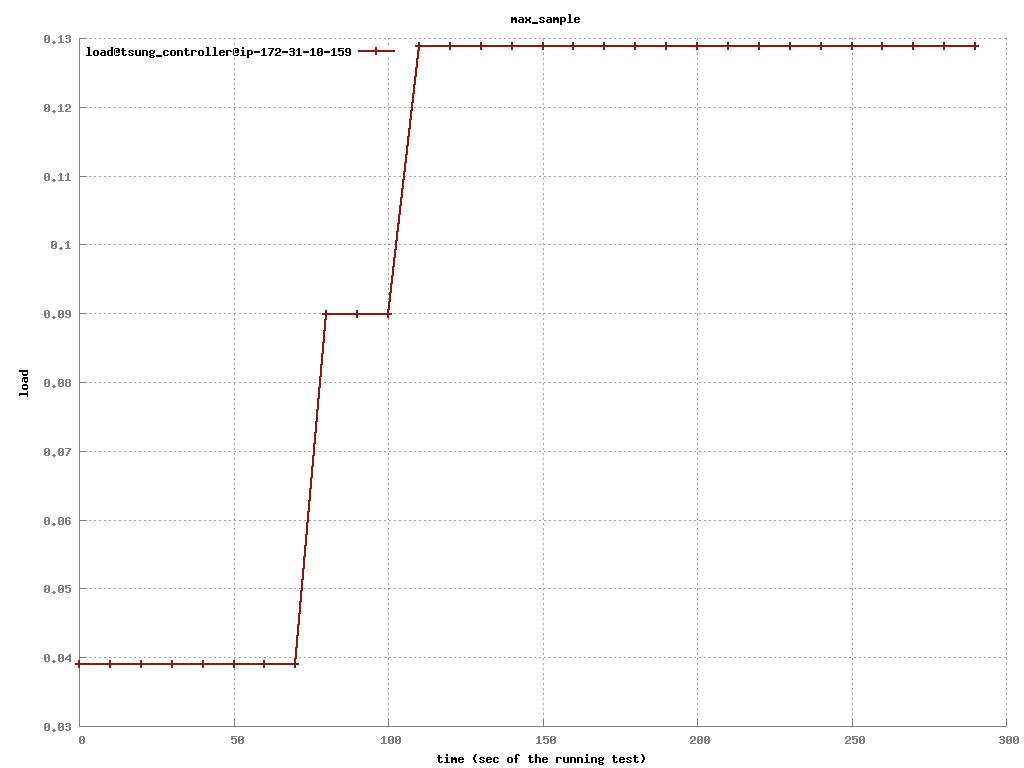 max_sample
load@tsung_controller@ip-172-31-10-159
0.13
0.12
0.11
0.1
0.09
0.08
0.07
0.06
0.05
0.04
0.03
load
0 50 100 150 200 250 300
time (sec of the running test)